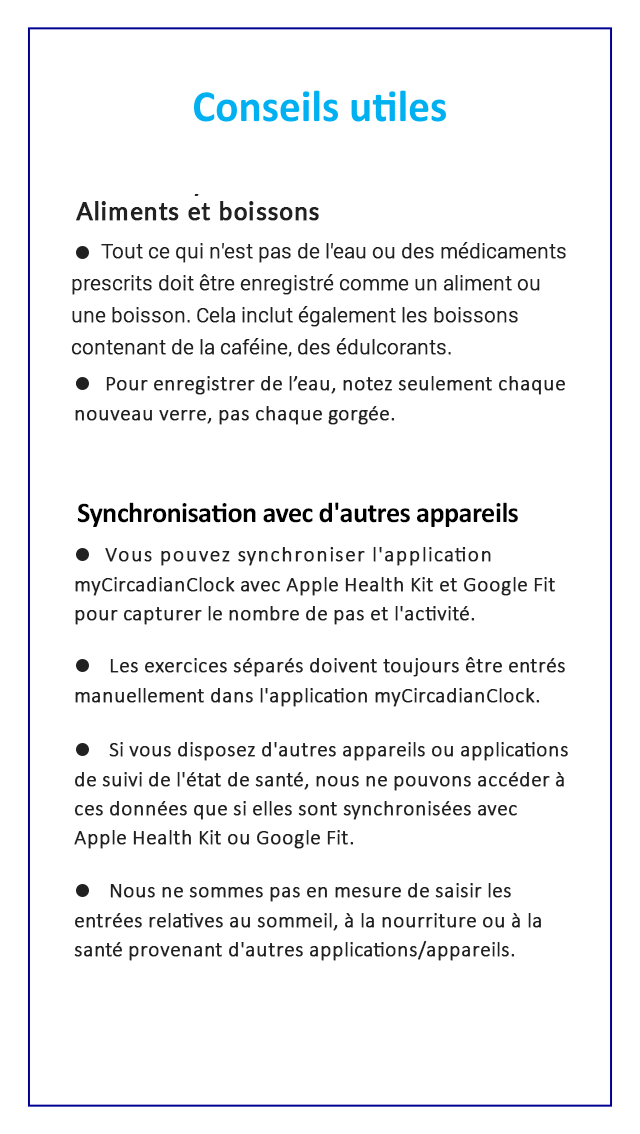 Conseils utiles
Aliments et boissons
● Tout ce qui n'est pas de l'eau ou des médicaments
prescrits doit être enregistré comme un aliment ou
une boisson. Cela inclut également les boissons
contenant de la caféine, des édulcorants.
● Pour enregistrer de l’eau, notez seulement chaque
nouveau verre, pas chaque gorgée.
Synchronisation avec d'autres appareils
● Vous pouvez synchroniser l'application
myCircadianClock avec Apple Health Kit et Google Fit
pour capturer le nombre de pas et l'activité.
● Les exercices séparés doivent toujours être entrés
manuellement dans l'application myCircadianClock.
● Si vous disposez d'autres appareils ou applications
de suivi de l'état de santé, nous ne pouvons accéder à
ces données que si elles sont synchronisées avec
Apple Health Kit ou Google Fit.
● Nous ne sommes pas en mesure de saisir les
entrées relatives au sommeil, à la nourriture ou à la
santé provenant d'autres applications/appareils.